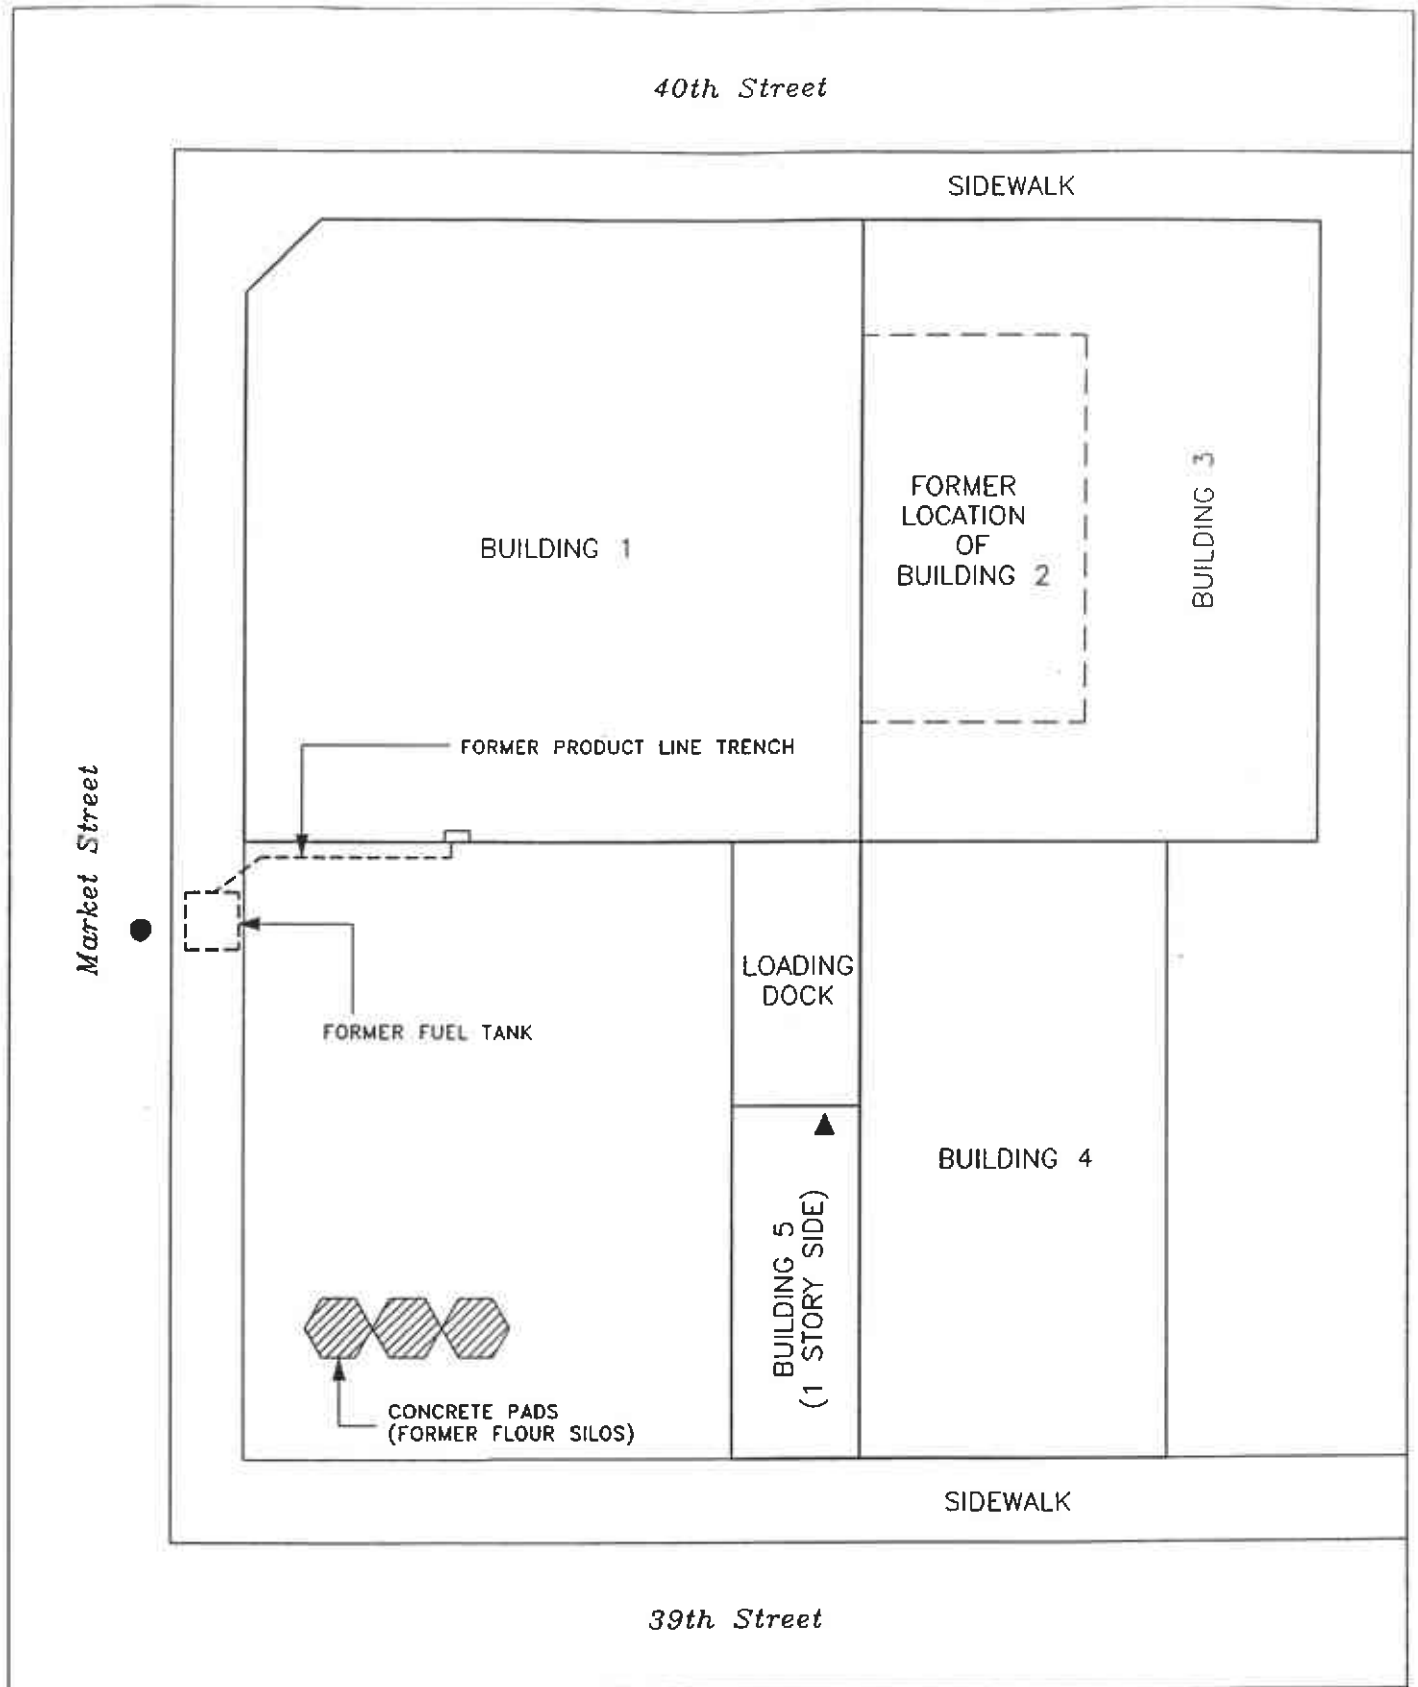 40th Street
SIDEWALK
BUILDING 1
FORMER
LOCATION
OF
BUILDING 2
BUILDING 3
FORMER PRODUCT LINE TRENCH
Market Street
LOADING
DOCK
FORMER FUEL TANK
BUILDING 4
BUILDING 5
(1 STORY SIDE)
CONCRETE PADS
(FORMER FLOUR SILOS)
SIDEWALK
39th Street